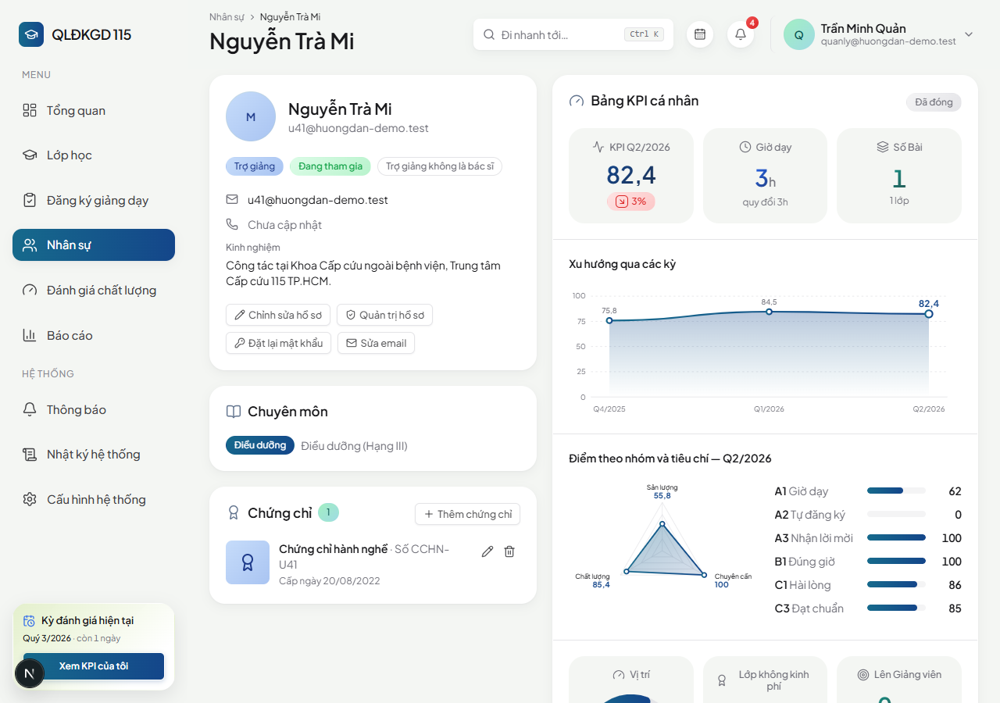 QLĐKGD 115
MENU
Tổng quan
Lớp học
Đăng ký giảng dạy
Nhân sự
Đánh giá chất lượng
Báo cáo
HỆ THỐNG
Thông báo
Nhật ký hệ thống
Cấu hình hệ thống
Kỳ đánh giá hiện tại
Quý 3/2026 · còn 1 ngày
Xem KPI của tôi
N
Nhân sự > Nguyễn Trà Mi
Nguyễn Trà Mi
Đi nhanh tới... Ctrl K
4
Q
Trần Minh Quản
quanly@huongdan-demo.test
M
Nguyễn Trà Mi
u41@huongdan-demo.test
Trợ giảng Đang tham gia Trợ giảng không là bác sĩ
u41@huongdan-demo.test
Chưa cập nhật
Kinh nghiệm
Công tác tại Khoa Cấp cứu ngoài bệnh viện, Trung tâm
Cấp cứu 115 TP.HCM.
Chỉnh sửa hồ sơ Quản trị hồ sơ
Đặt lại mật khẩu Sửa email
Chuyên môn
Điều dưỡng Điều dưỡng (Hạng III)
Chứng chỉ 1 + Thêm chứng chỉ
Chứng chỉ hành nghề · Số CCHN-
U41
Cấp ngày 20/08/2022
Bảng KPI cá nhân Đã đóng
KPI Q2/2026
82,4
3%
Giờ dạy
3h
quy đổi 3h
Số Bài
1
1 lớp
Xu hướng qua các kỳ
100
75
50
25
0
75,8
84,5
82,4
Q4/2025 Q1/2026 Q2/2026
Điểm theo nhóm và tiêu chí — Q2/2026
Sản lượng
55,8
Chất lượng
85,4
Chuyên cần
100
A1 Giờ dạy 62
A2 Tự đăng ký 0
A3 Nhận lời mời 100
B1 Đúng giờ 100
C1 Hài lòng 86
C3 Đạt chuẩn 85
Vị trí
Lớp không kinh
phí
Lên Giảng viên